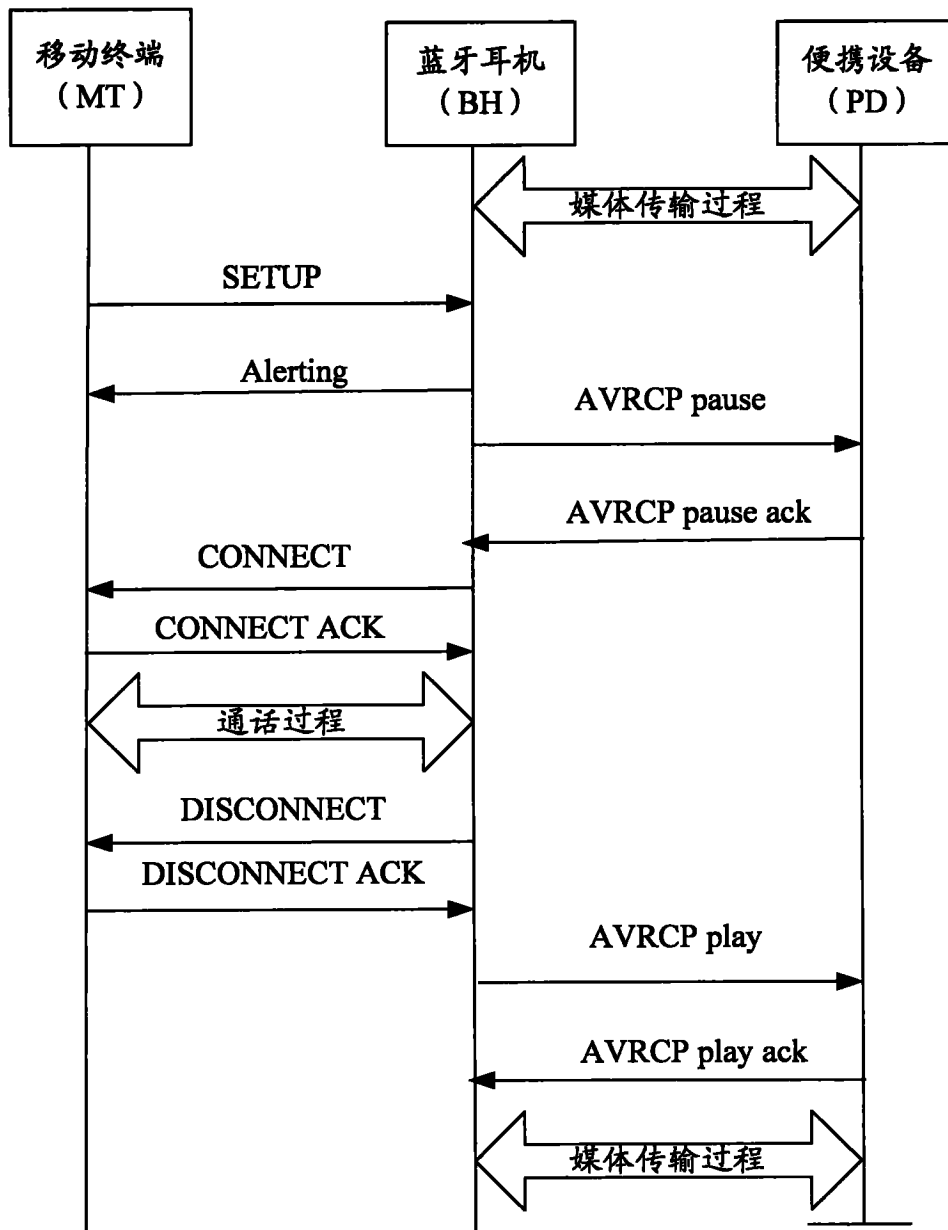 移动终端
（MT）
蓝牙耳机
（BH）
便携设备
（PD）
媒体传输过程
SETUP
Alerting
AVRCP pause
AVRCP pause ack
CONNECT
CONNECT ACK
通话过程
DISCONNECT
DISCONNECT ACK
AVRCP play
AVRCP play ack
媒体传输过程